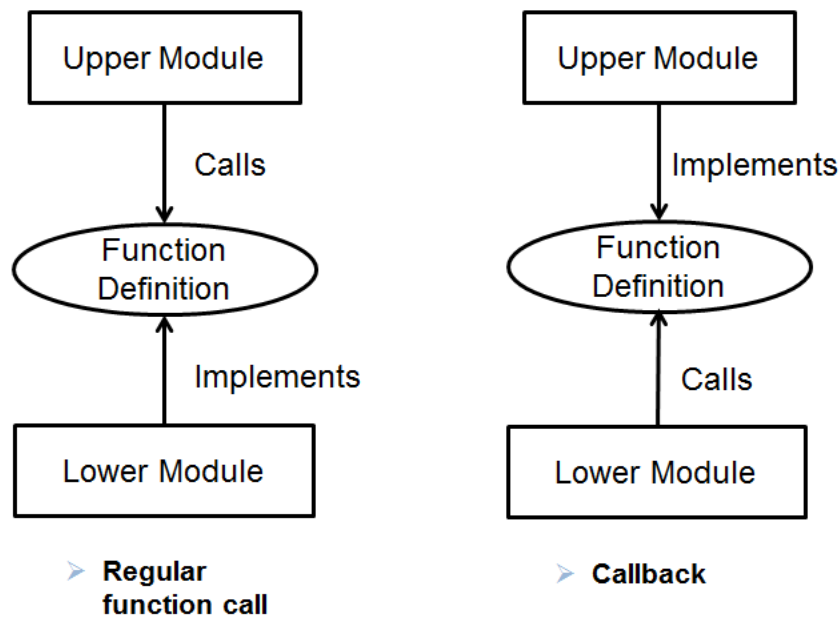 Upper Module
Calls
Function
Definition
Implements
Lower Module
➢ Regular
function call
Upper Module
Implements
Function
Definition
Calls
Lower Module
➢ Callback